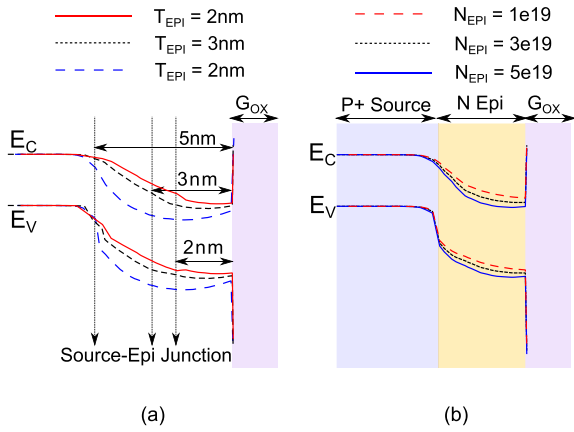 T_EPI = 2nm
T_EPI = 3nm
T_EPI = 2nm
N_EPI = 1e19
N_EPI = 3e19
N_EPI = 5e19
G_OX
5nm
3nm
2nm
E_C
E_V
Source-Epi Junction
(a)
P+ Source
N Epi
G_OX
E_C
E_V
(b)